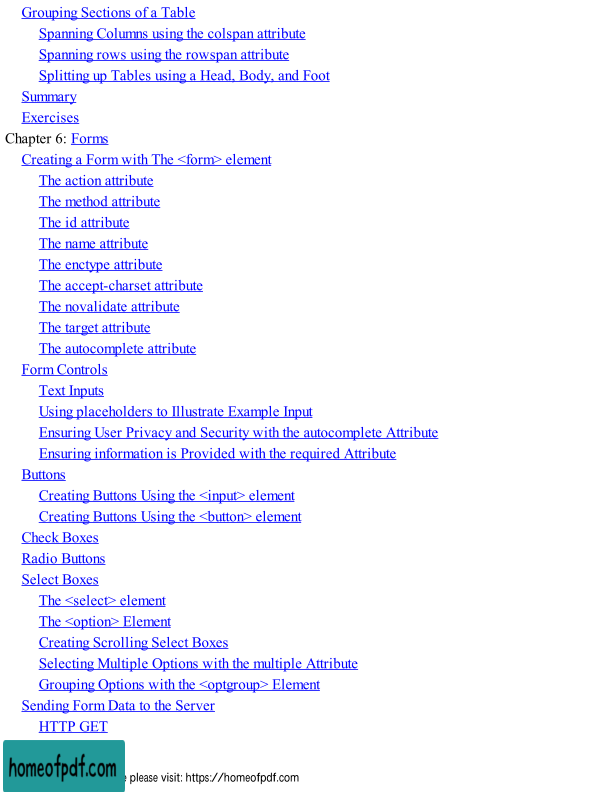 Grouping Sections of a Table
Spanning Columns using the colspan attribute
Spanning rows using the rowspan attribute
Splitting up Tables using a Head, Body, and Foot
Summary
Exercises
Chapter 6: Forms
Creating a Form with The <form> element
The action attribute
The method attribute
The id attribute
The name attribute
The enctype attribute
The accept-charset attribute
The novalidate attribute
The target attribute
The autocomplete attribute
Form Controls
Text Inputs
Using placeholders to Illustrate Example Input
Ensuring User Privacy and Security with the autocomplete Attribute
Ensuring information is Provided with the required Attribute
Buttons
Creating Buttons Using the <input> element
Creating Buttons Using the <button> element
Check Boxes
Radio Buttons
Select Boxes
The <select> element
The <option> Element
Creating Scrolling Select Boxes
Selecting Multiple Options with the multiple Attribute
Grouping Options with the <optgroup> Element
Sending Form Data to the Server
HTTP GET
homeofpdf.com
please visit: https://homeofpdf.com